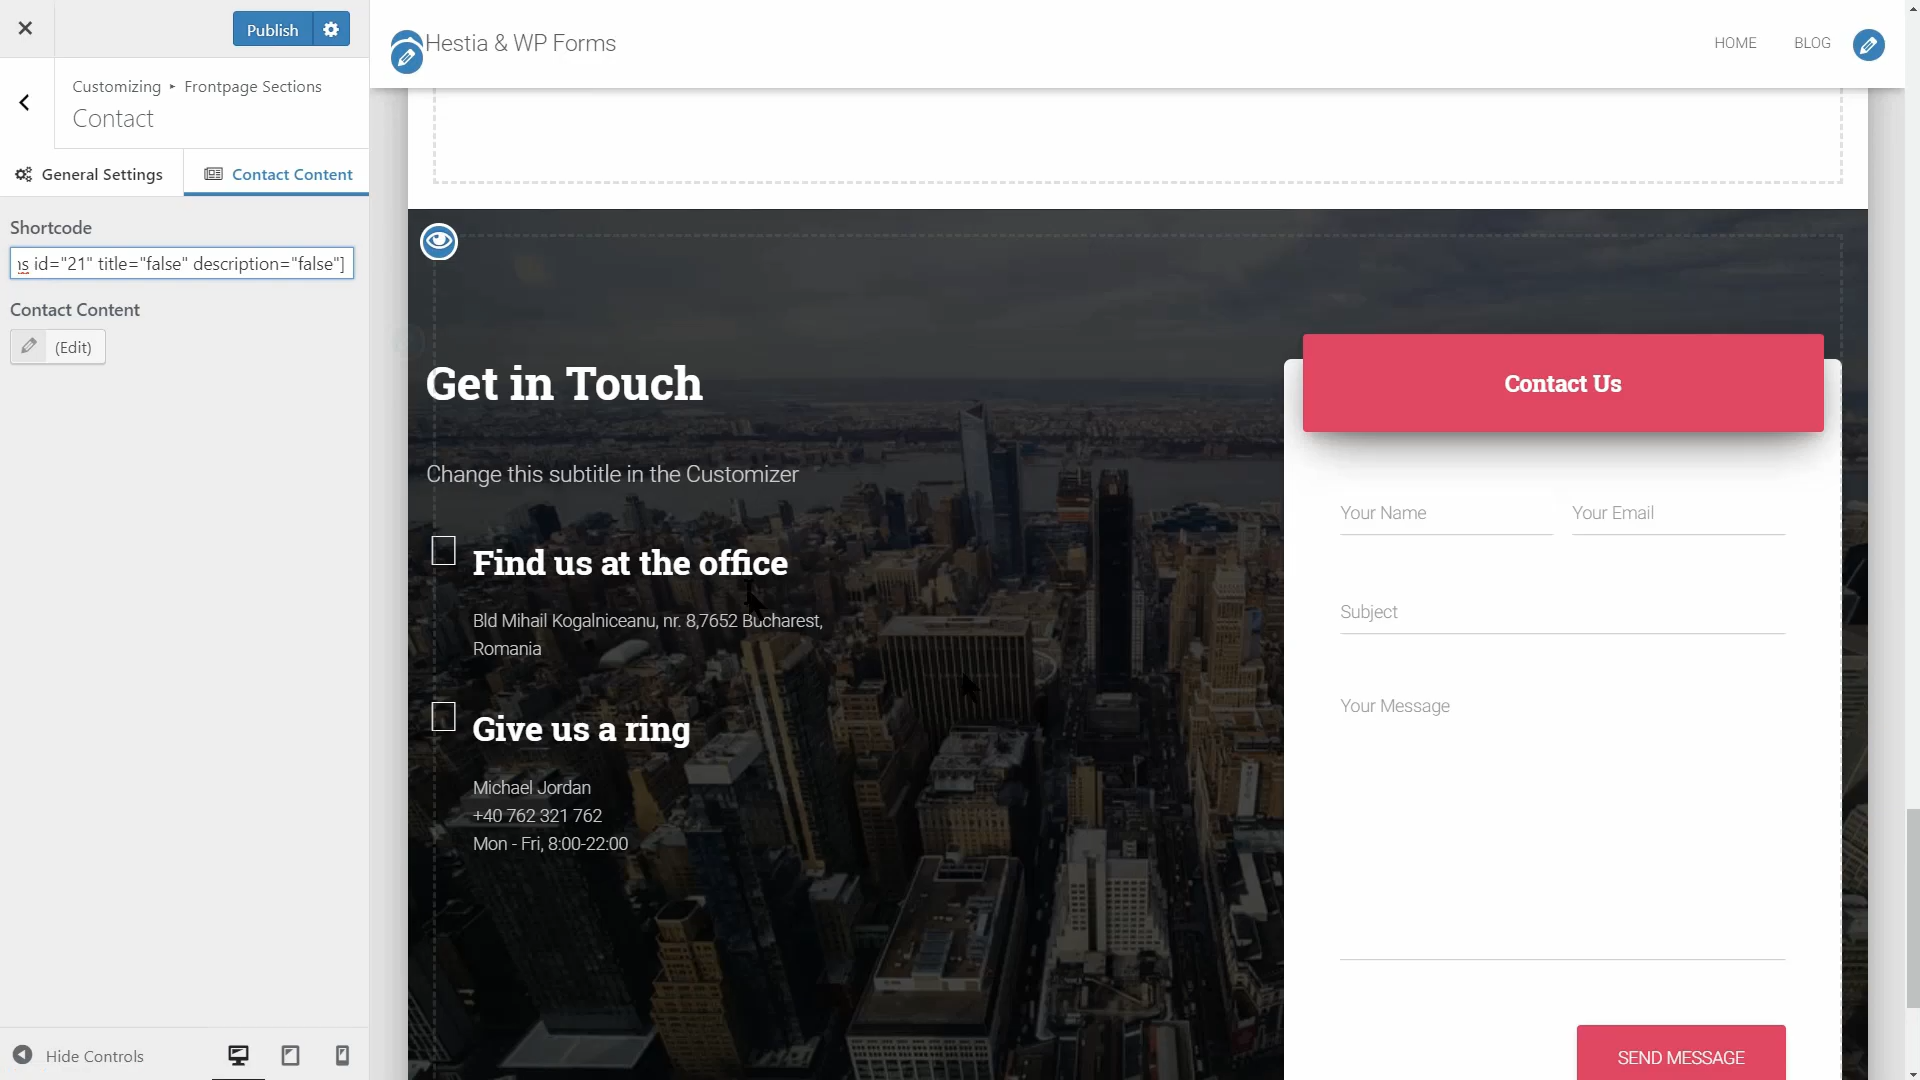 Publish
Customizing ▸ Frontpage Sections
Contact
General Settings
Contact Content
Shortcode
id="21" title="false" description="false"]
Contact Content
(Edit)
Hide Controls
Hestia & WP Forms
HOME
BLOG
Get in Touch
Change this subtitle in the Customizer
Find us at the office
Bld Mihail Kogalniceanu, nr. 8,7652 Bucharest,
Romania
Give us a ring
Michael Jordan
+40 762 321 762
Mon - Fri, 8:00-22:00
Contact Us
Your Name
Your Email
Subject
Your Message
SEND MESSAGE